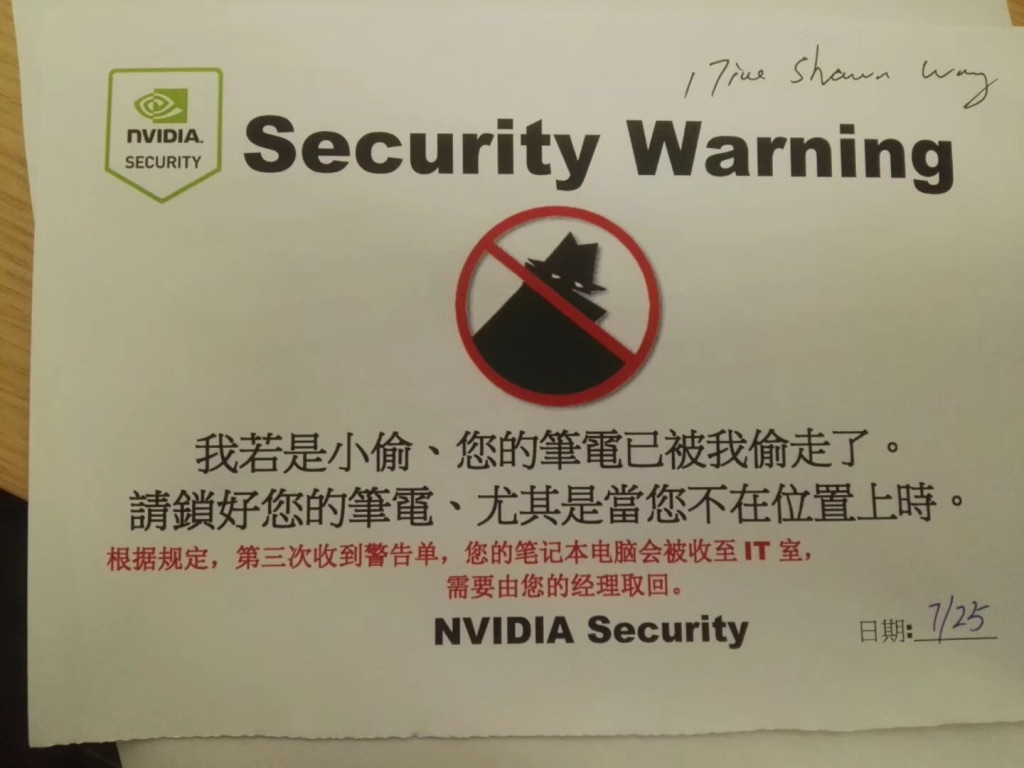 Shawn
NVIDIA.
SECURITY
Security Warning
我若是小偷、您的筆電已被我偷走了。
請鎖好您的筆電、尤其是當您不在位置上時。
根据规定，第三次收到警告单，您的笔记本电脑会被收至 IT 室，
需要由您的经理取回。
NVIDIA Security
日期: 7/25